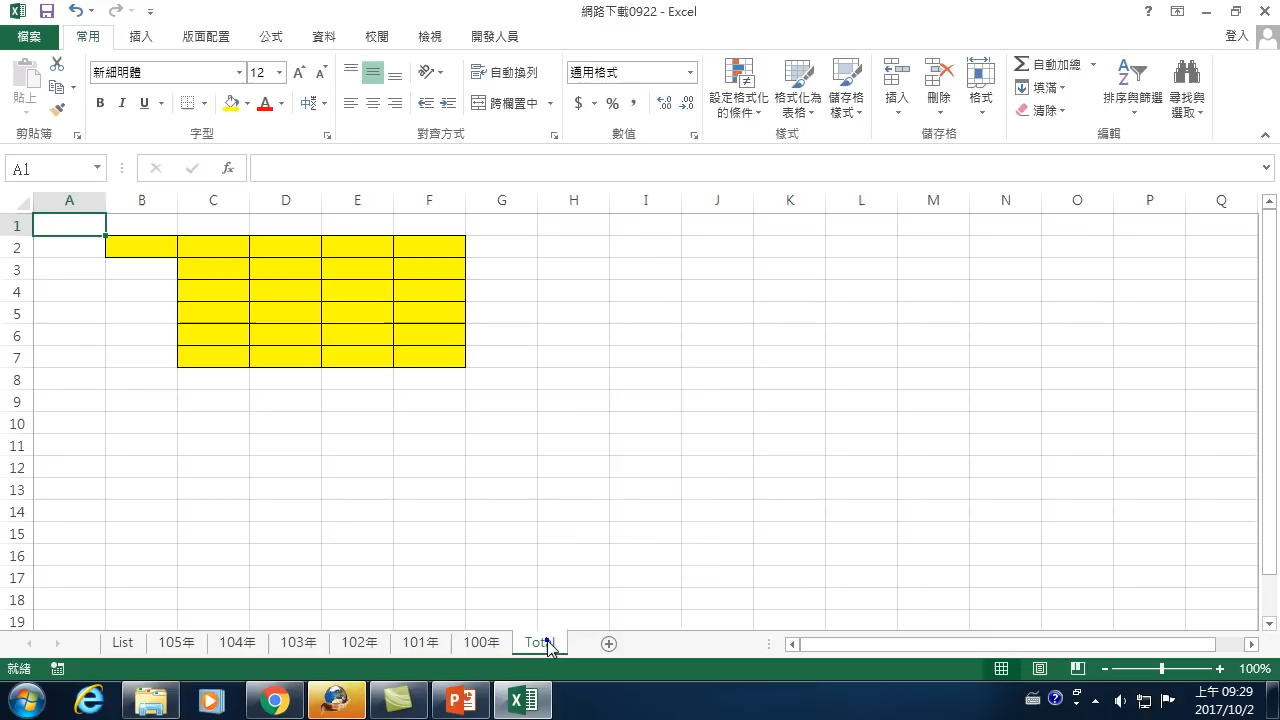 網路下載0922 - Excel
檔案 常用 插入 版面配置 公式 資料 校閱 檢視 開發人員 登入
貼上 新細明體 12 自動換列 通用格式 設定格式化的條件 格式化為表格 儲存格樣式 插入 刪除 格式 自動加總 填滿 清除 排序與篩選 尋找與選取
B I U A 中 跨欄置中 $ % ,
剪貼簿 字型 對齊方式 數值 樣式 儲存格 編輯
A1 fx
A B C D E F G H I J K L M N O P Q
1
2
3
4
5
6
7
8
9
10
11
12
13
14
15
16
17
18
19
List 105年 104年 103年 102年 101年 100年 Total
就緒 100%
上午 09:29
2017/10/2